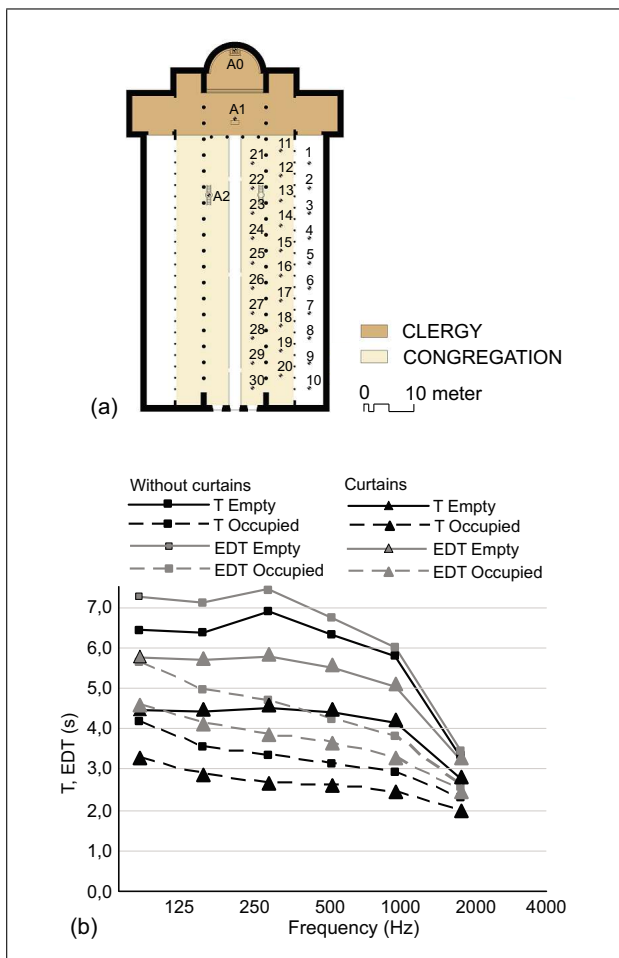 A0
A1
11
21
1
12
22
2
A2
13
23
3
14
24
4
15
25
5
16
26
6
17
27
7
18
28
8
19
29
9
20
30
10
CLERGY
CONGREGATION
0 10 meter
(a)
Without curtains
T Empty
T Occupied
EDT Empty
EDT Occupied
Curtains
T Empty
T Occupied
EDT Empty
EDT Occupied
T, EDT (s)
7,0
6,0
5,0
4,0
3,0
2,0
1,0
0,0
125 250 500 1000 2000 4000
Frequency (Hz)
(b)